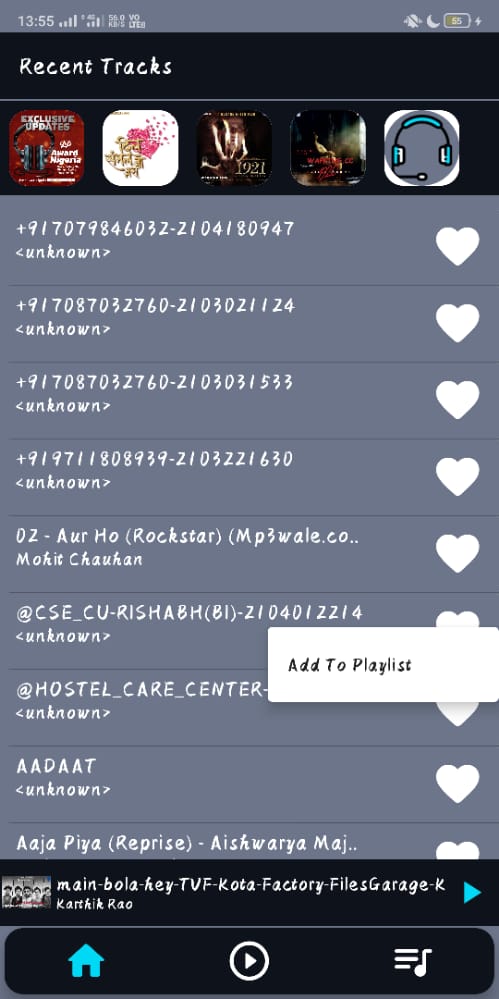 13:55 4G 56.0 KB/S VO LTE 55
Recent Tracks
EXCLUSIVE
UPDATES
Award
Nigeria
1921
+917079846032-2104180947
<unknown>
+917087032760-2103021124
<unknown>
+917087032760-2103031533
<unknown>
+919711808939-2103221630
<unknown>
02 - Aur Ho (Rockstar) (Mp3wale.co..
Mohit Chauhan
@CSE_CU-RISHABH(BI)-2104012214
<unknown>
Add To Playlist
@HOSTEL_CARE_CENTER-
<unknown>
AADAAT
<unknown>
Aaja Piya (Reprise) - Aishwarya Maj..
main-bola-hey-TVF-Kota-Factory-FilesGarage-K
Karthik Rao